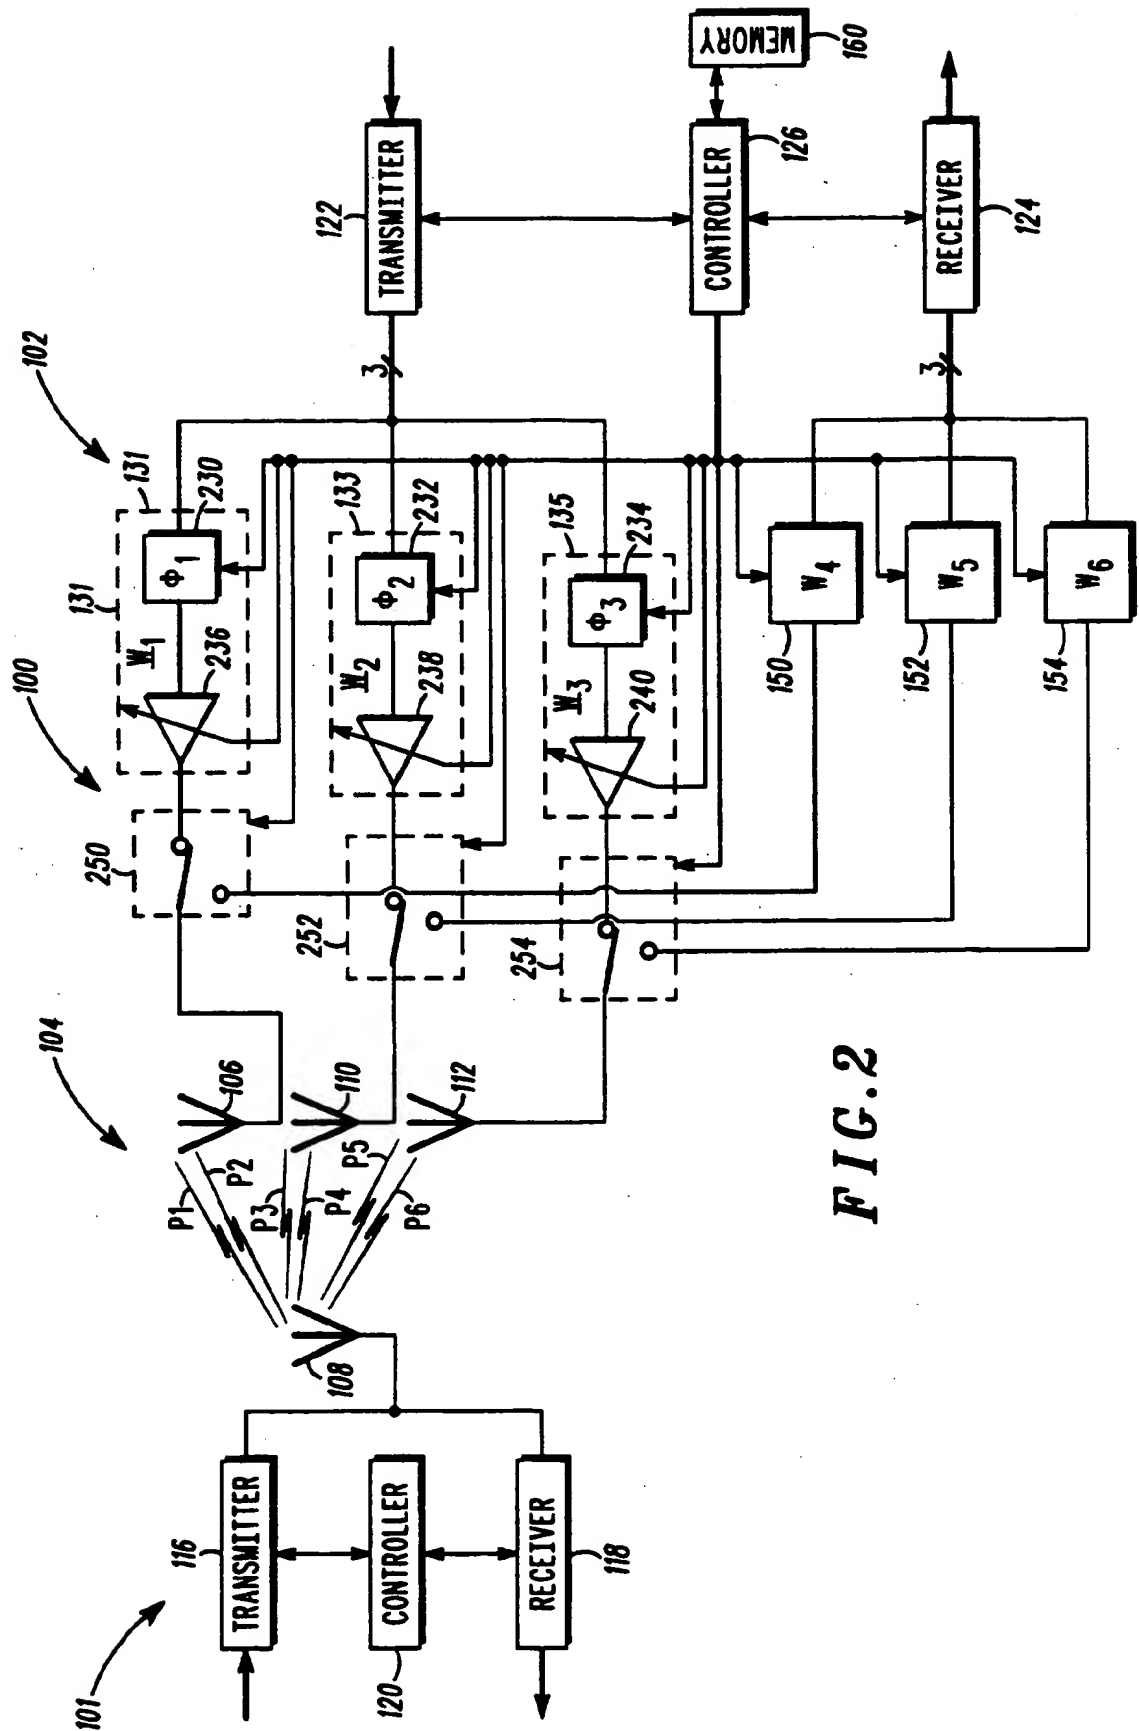 101
116
TRANSMITTER
120
CONTROLLER
RECEIVER
118
108
104
P1
P2
P3
P4
P5
P6
106
110
112
100
102
250
252
254
131
131
W1
236
Φ1
230
133
W2
238
Φ2
232
135
W3
240
Φ3
234
150
W4
152
W5
154
W6
3
3
122
TRANSMITTER
CONTROLLER
126
MEMORY
160
RECEIVER
124
FIG.2